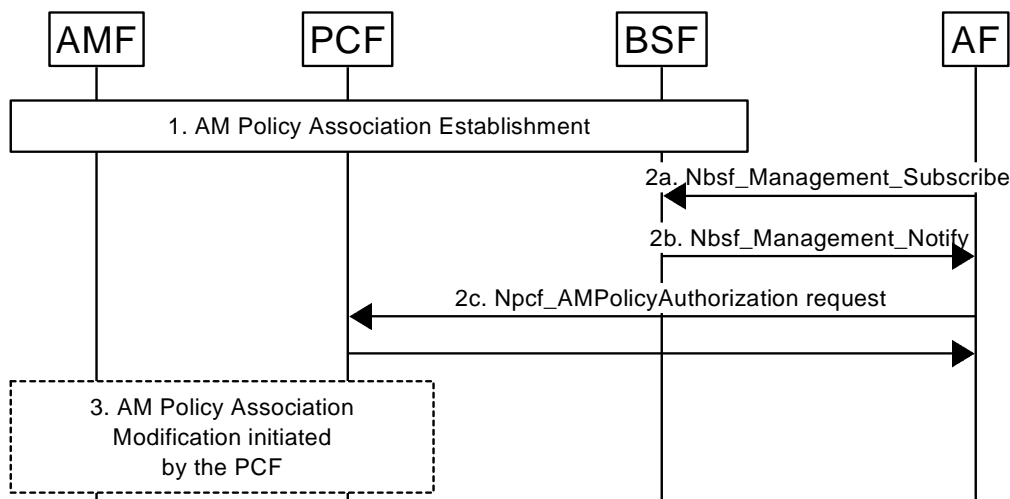 AMF
PCF
BSF
AF
1. AM Policy Association Establishment
2a. Nbsf_Management_Subscribe
2b. Nbsf_Management_Notify
2c. Npcf_AMPolicyAuthorization request
3. AM Policy Association
Modification initiated
by the PCF